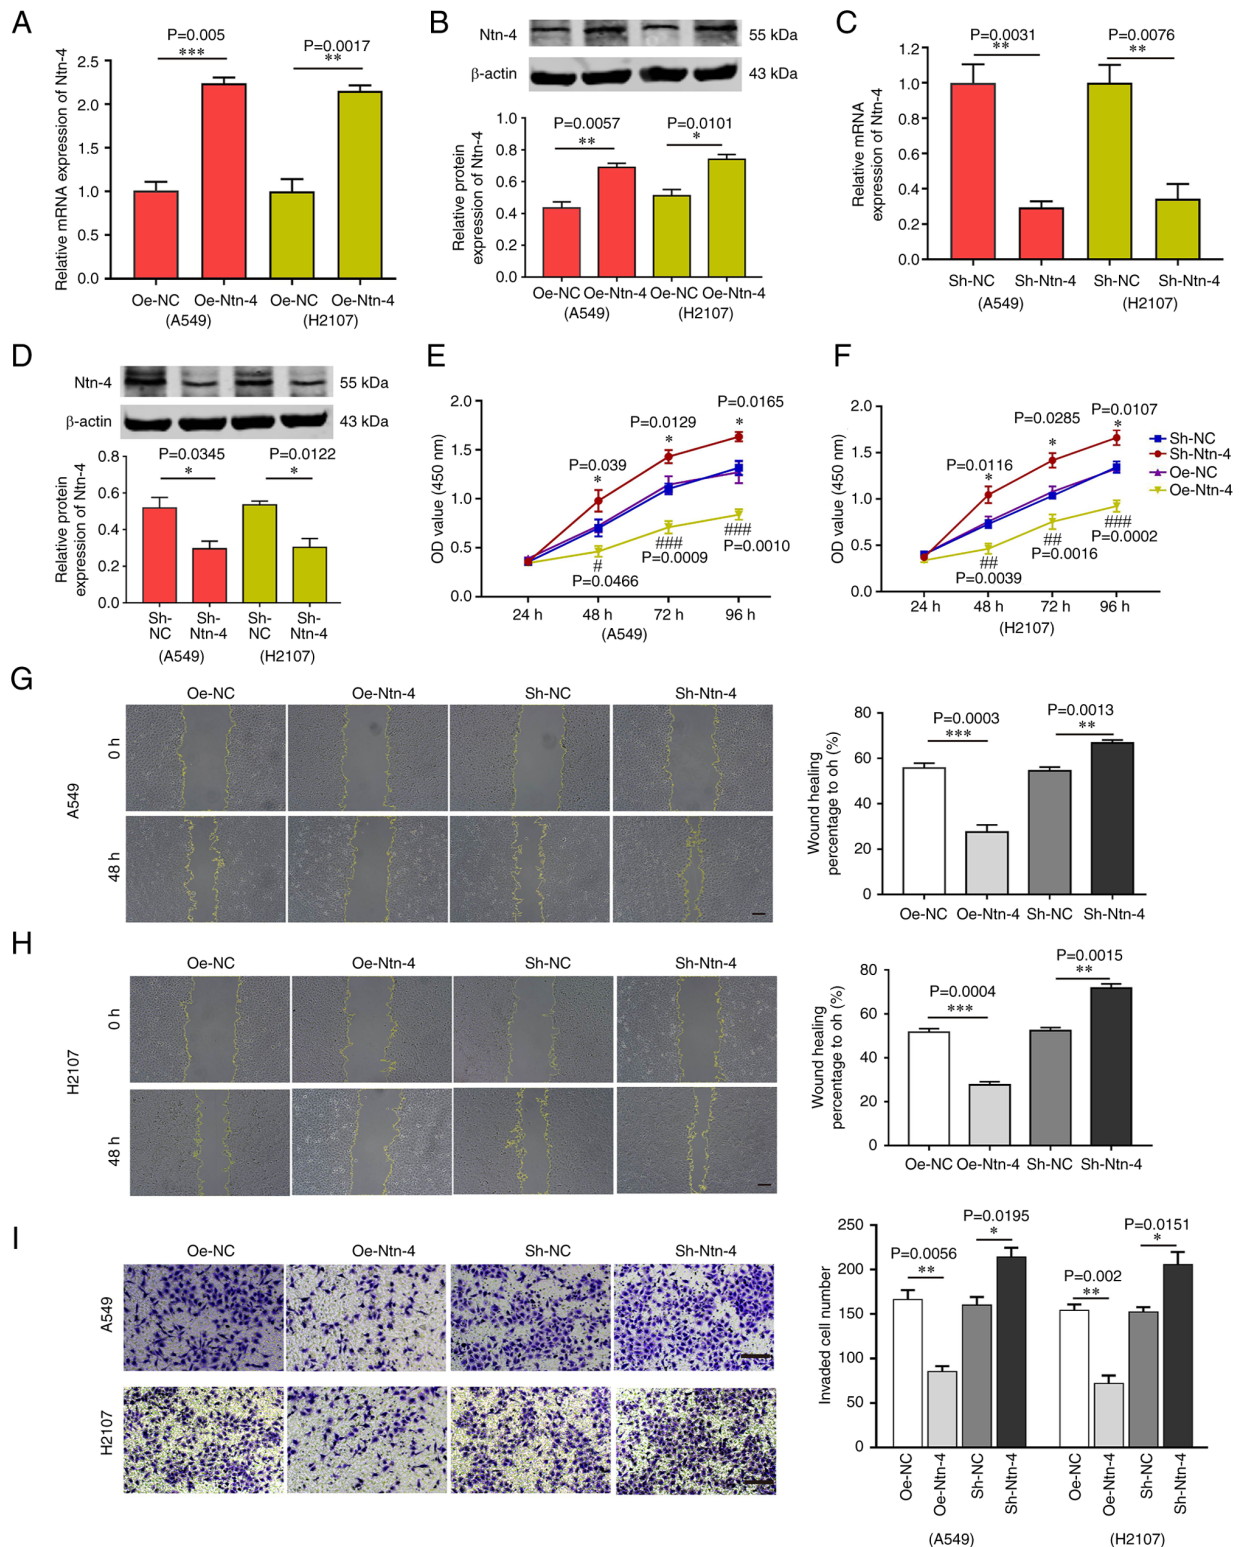 A
P=0.005
***
P=0.0017
**
Relative mRNA expression of Ntn-4
2.5
2.0
1.5
1.0
0.5
0.0
Oe-NC Oe-Ntn-4 Oe-NC Oe-Ntn-4
(A549) (H2107)
B
Ntn-4 55 kDa
β-actin 43 kDa
P=0.0057
**
P=0.0101
*
Relative protein
expression of Ntn-4
1.0
0.8
0.6
0.4
0.2
0.0
Oe-NC Oe-Ntn-4 Oe-NC Oe-Ntn-4
(A549) (H2107)
C
P=0.0031
**
P=0.0076
**
Relative mRNA
expression of Ntn-4
1.2
1.0
0.8
0.6
0.4
0.2
0.0
Sh-NC Sh-Ntn-4 Sh-NC Sh-Ntn-4
(A549) (H2107)
D
Ntn-4 55 kDa
β-actin 43 kDa
P=0.0345
*
P=0.0122
*
Relative protein
expression of Ntn-4
0.8
0.6
0.4
0.2
0.0
Sh-
NC
Sh-
Ntn-4
Sh-
NC
Sh-
Ntn-4
(A549) (H2107)
E
OD value (450 nm)
2.0
1.5
1.0
0.5
0.0
P=0.039
*
P=0.0129
*
P=0.0165
*
#
P=0.0466
###
P=0.0009
###
P=0.0010
24 h 48 h 72 h 96 h
(A549)
F
OD value (450 nm)
2.0
1.5
1.0
0.5
0.0
P=0.0116
*
P=0.0285
*
P=0.0107
*
##
P=0.0039
##
P=0.0016
###
P=0.0002
24 h 48 h 72 h 96 h
(H2107)
Sh-NC
Sh-Ntn-4
Oe-NC
Oe-Ntn-4
G
Oe-NC Oe-Ntn-4 Sh-NC Sh-Ntn-4
A549
0 h
48 h
P=0.0003
***
P=0.0013
**
Wound healing
percentage to oh (%)
80
60
40
20
0
Oe-NC Oe-Ntn-4 Sh-NC Sh-Ntn-4
H
Oe-NC Oe-Ntn-4 Sh-NC Sh-Ntn-4
H2107
0 h
48 h
P=0.0004
***
P=0.0015
**
Wound healing
percentage to oh (%)
80
60
40
20
0
Oe-NC Oe-Ntn-4 Sh-NC Sh-Ntn-4
I
Oe-NC Oe-Ntn-4 Sh-NC Sh-Ntn-4
A549
H2107
P=0.0056
**
P=0.0195
*
P=0.002
**
P=0.0151
*
Invaded cell number
250
200
150
100
50
0
Oe-NC
Oe-Ntn-4
Sh-NC
Sh-Ntn-4
Oe-NC
Oe-Ntn-4
Sh-NC
Sh-Ntn-4
(A549) (H2107)